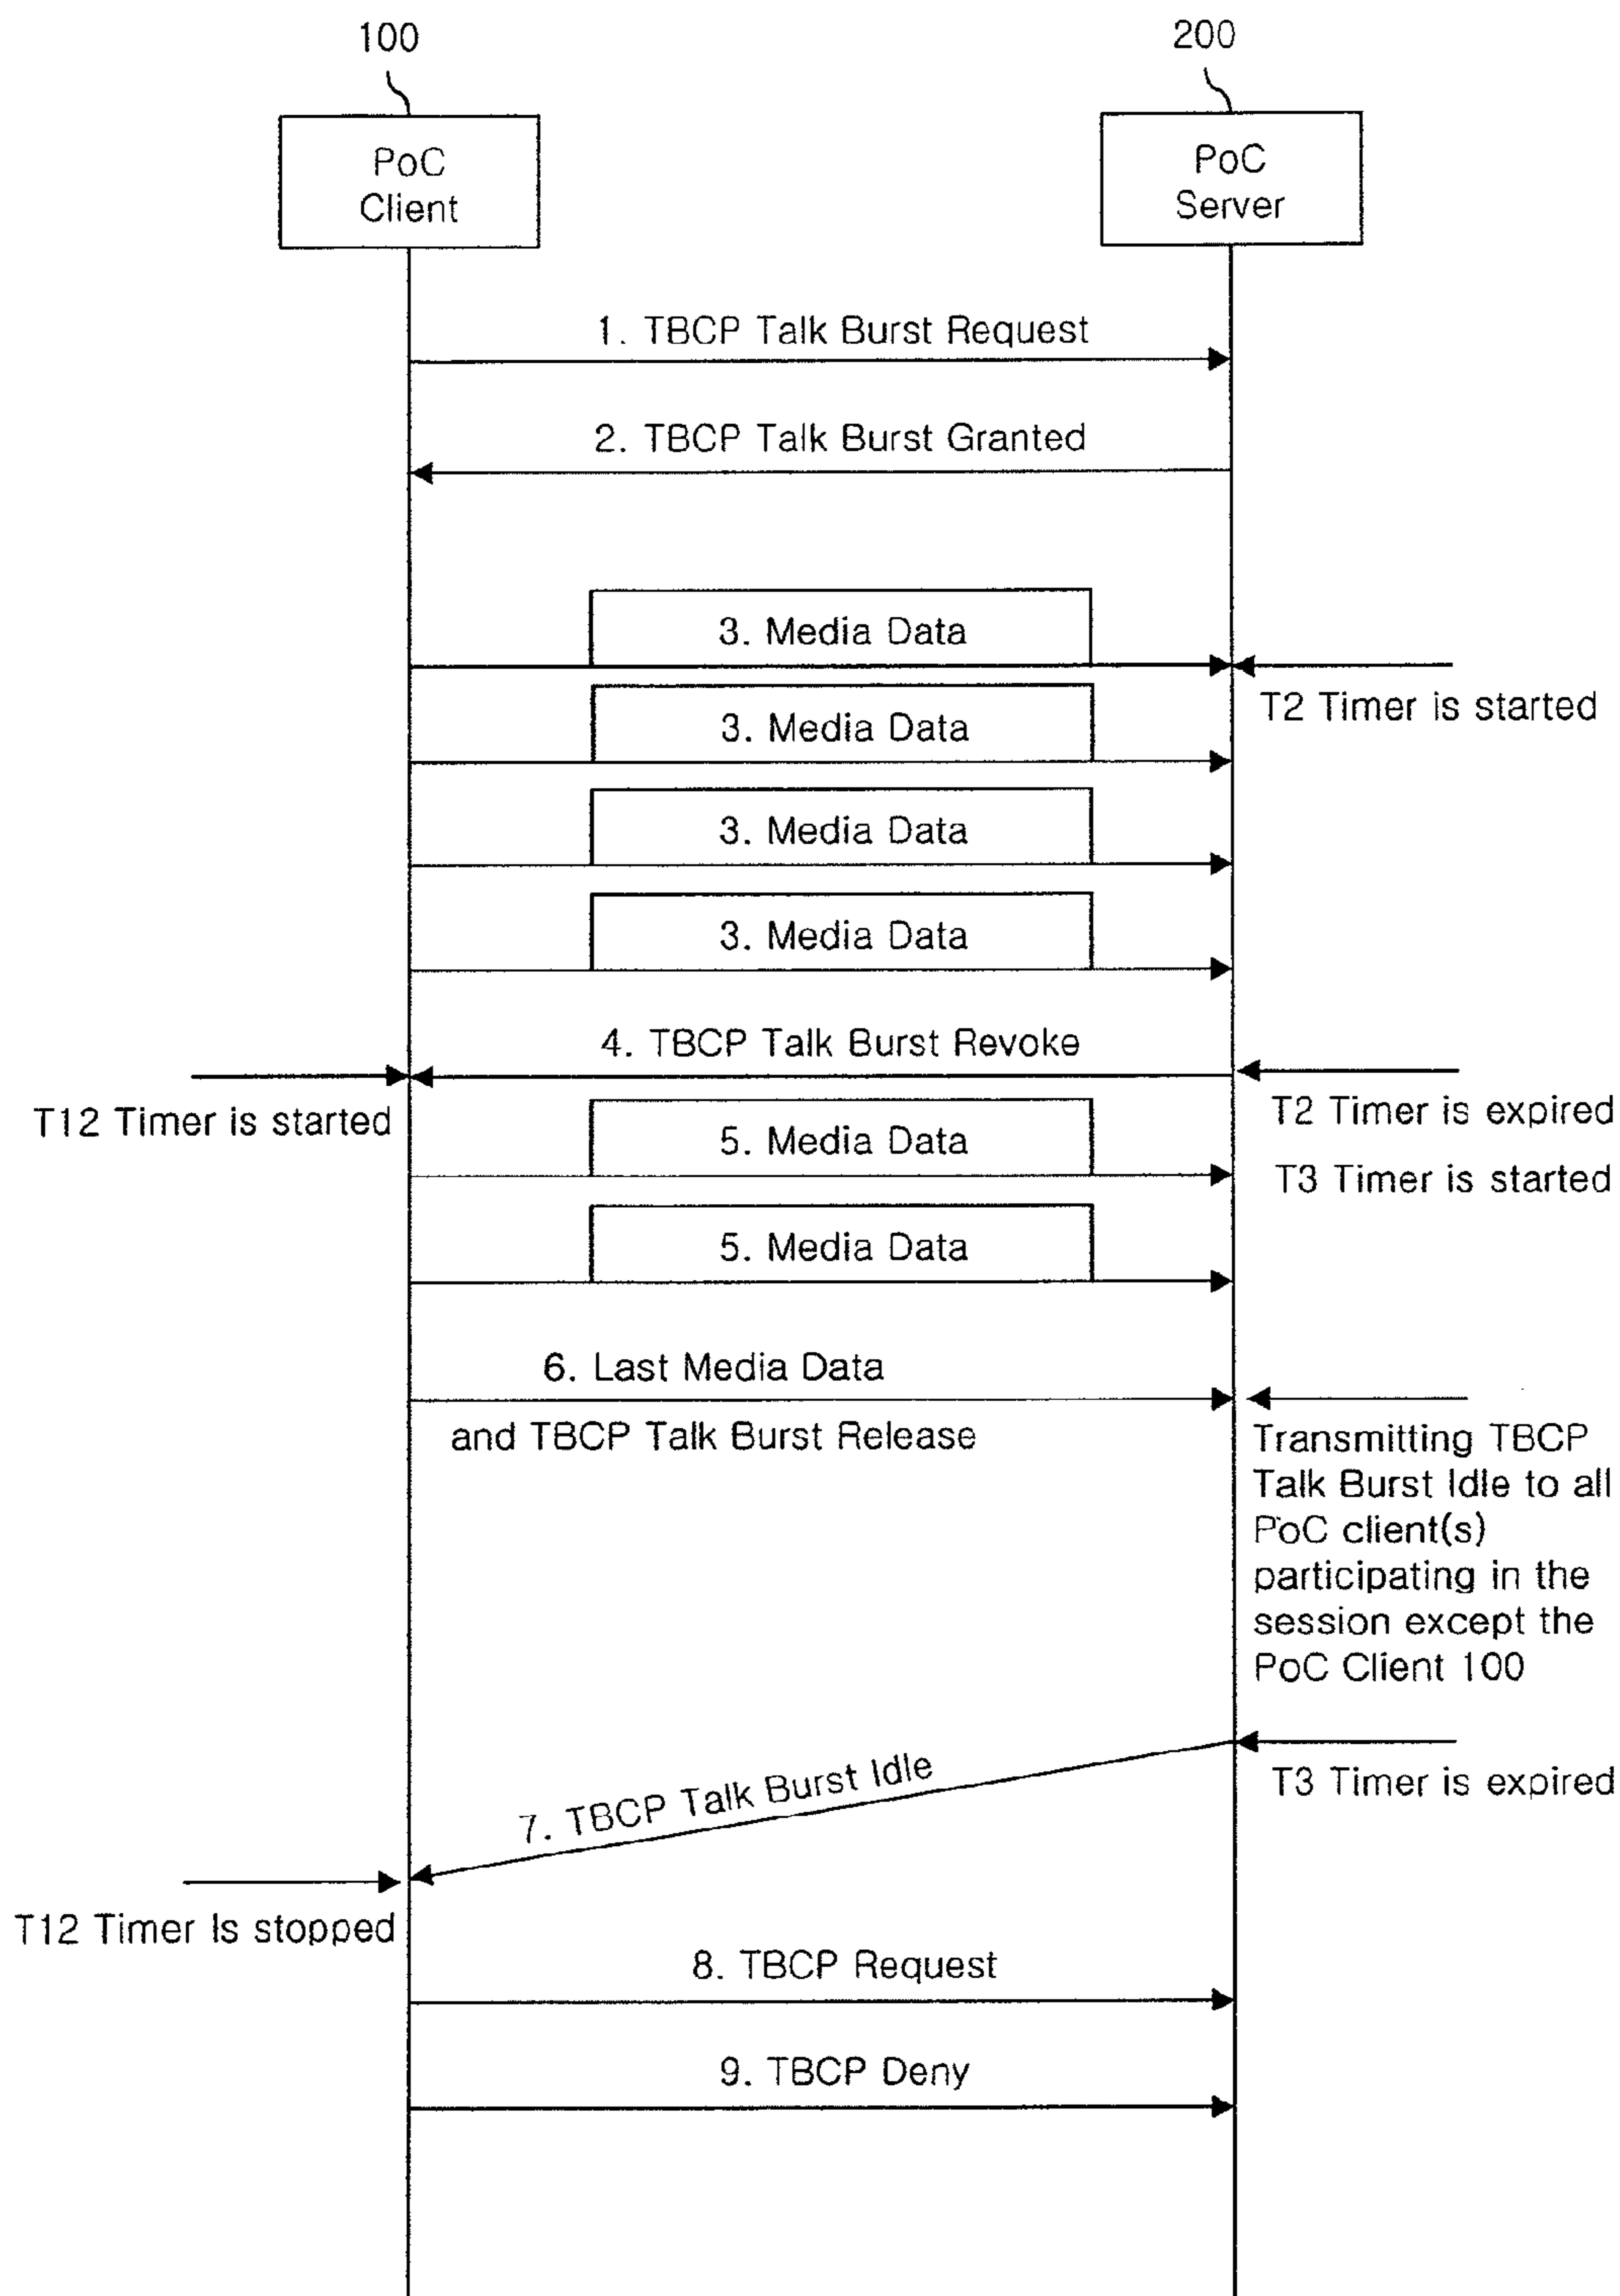 100
200
PoC
Client
PoC
Server
1. TBCP Talk Burst Request
2. TBCP Talk Burst Granted
3. Media Data
T2 Timer is started
3. Media Data
3. Media Data
3. Media Data
4. TBCP Talk Burst Revoke
T12 Timer is started
T2 Timer is expired
5. Media Data
T3 Timer is started
5. Media Data
6. Last Media Data
and TBCP Talk Burst Release
Transmitting TBCP
Talk Burst Idle to all
PoC client(s)
participating in the
session except the
PoC Client 100
7. TBCP Talk Burst Idle
T3 Timer is expired
T12 Timer Is stopped
8. TBCP Request
9. TBCP Deny